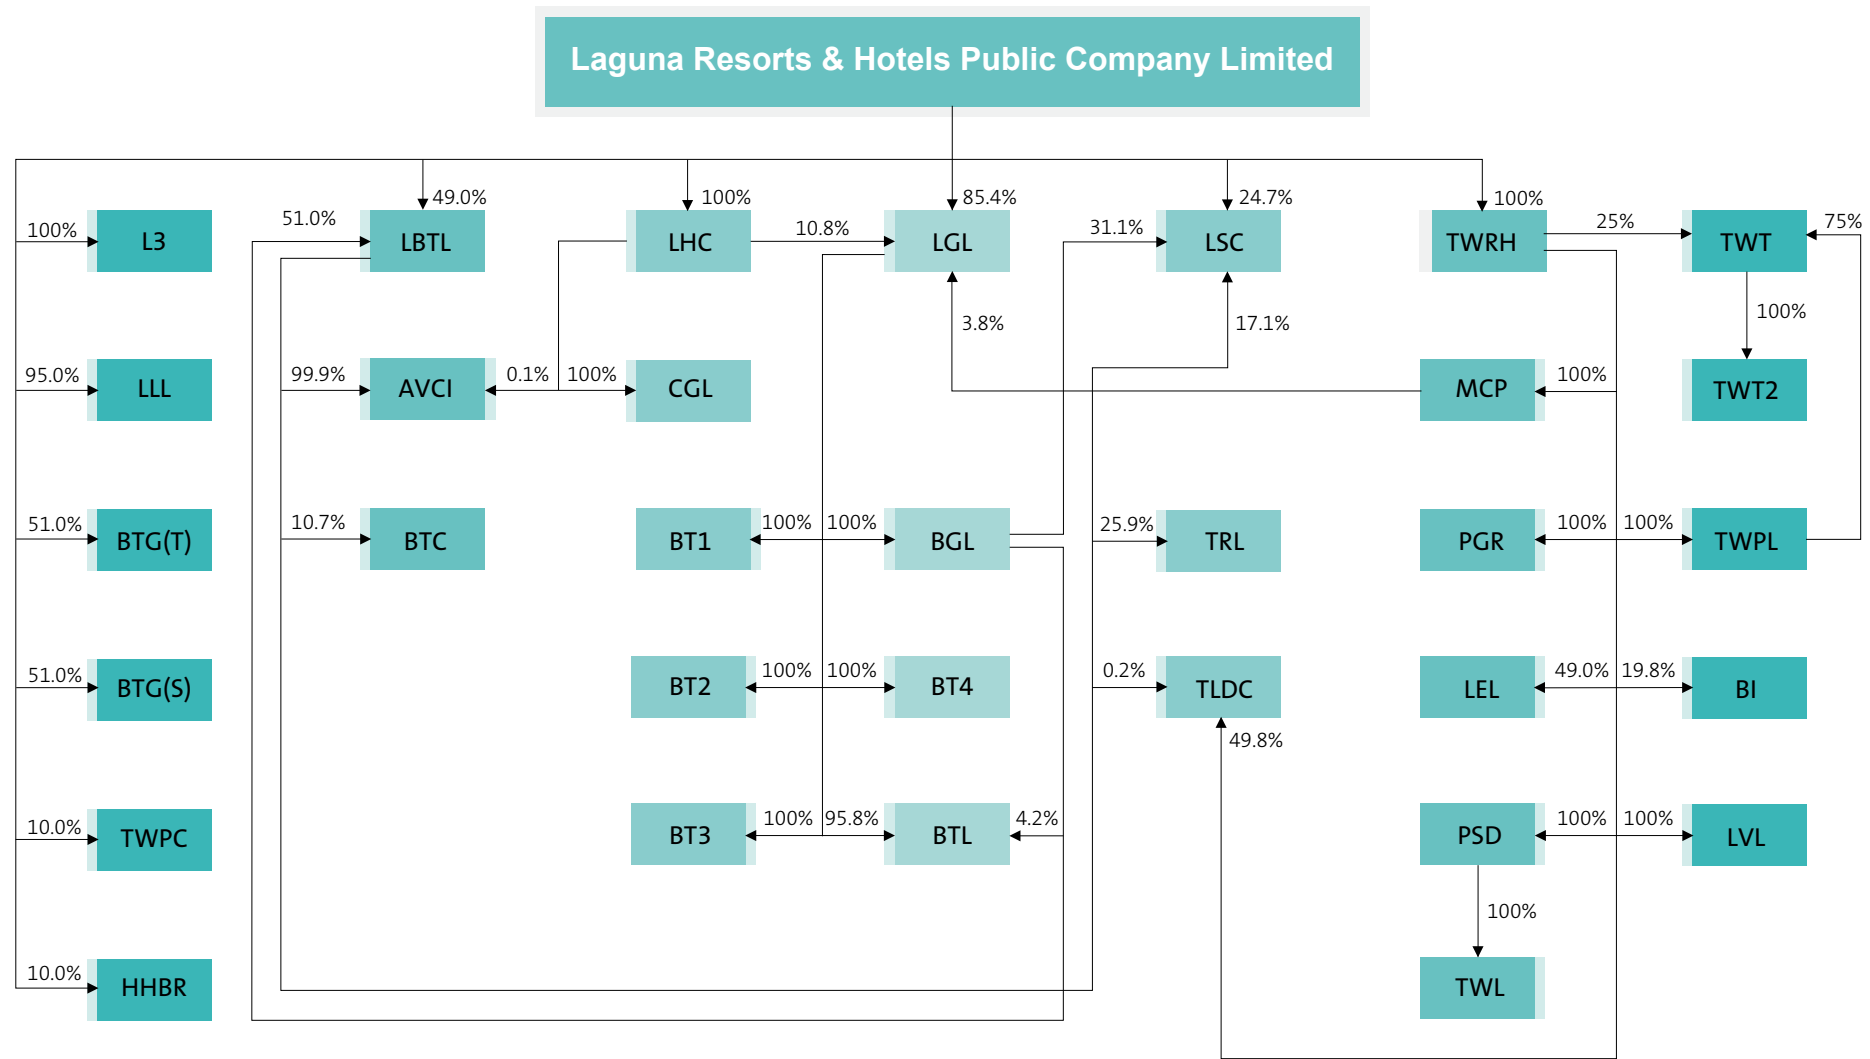 Laguna Resorts & Hotels Public Company Limited
49.0%
100%
85.4%
24.7%
100%
100%
L3
51.0%
LBTL
LHC
10.8%
LGL
31.1%
LSC
TWRH
25%
TWT
75%
3.8%
17.1%
100%
95.0%
LLL
99.9%
AVCI
0.1%
100%
CGL
MCP
100%
TWT2
51.0%
BTG(T)
10.7%
BTC
BT1
100%
100%
BGL
25.9%
TRL
PGR
100%
100%
TWPL
51.0%
BTG(S)
BT2
100%
100%
BT4
0.2%
TLDC
LEL
49.0%
19.8%
BI
49.8%
10.0%
TWPC
BT3
100%
95.8%
BTL
4.2%
PSD
100%
100%
LVL
100%
10.0%
HHBR
TWL